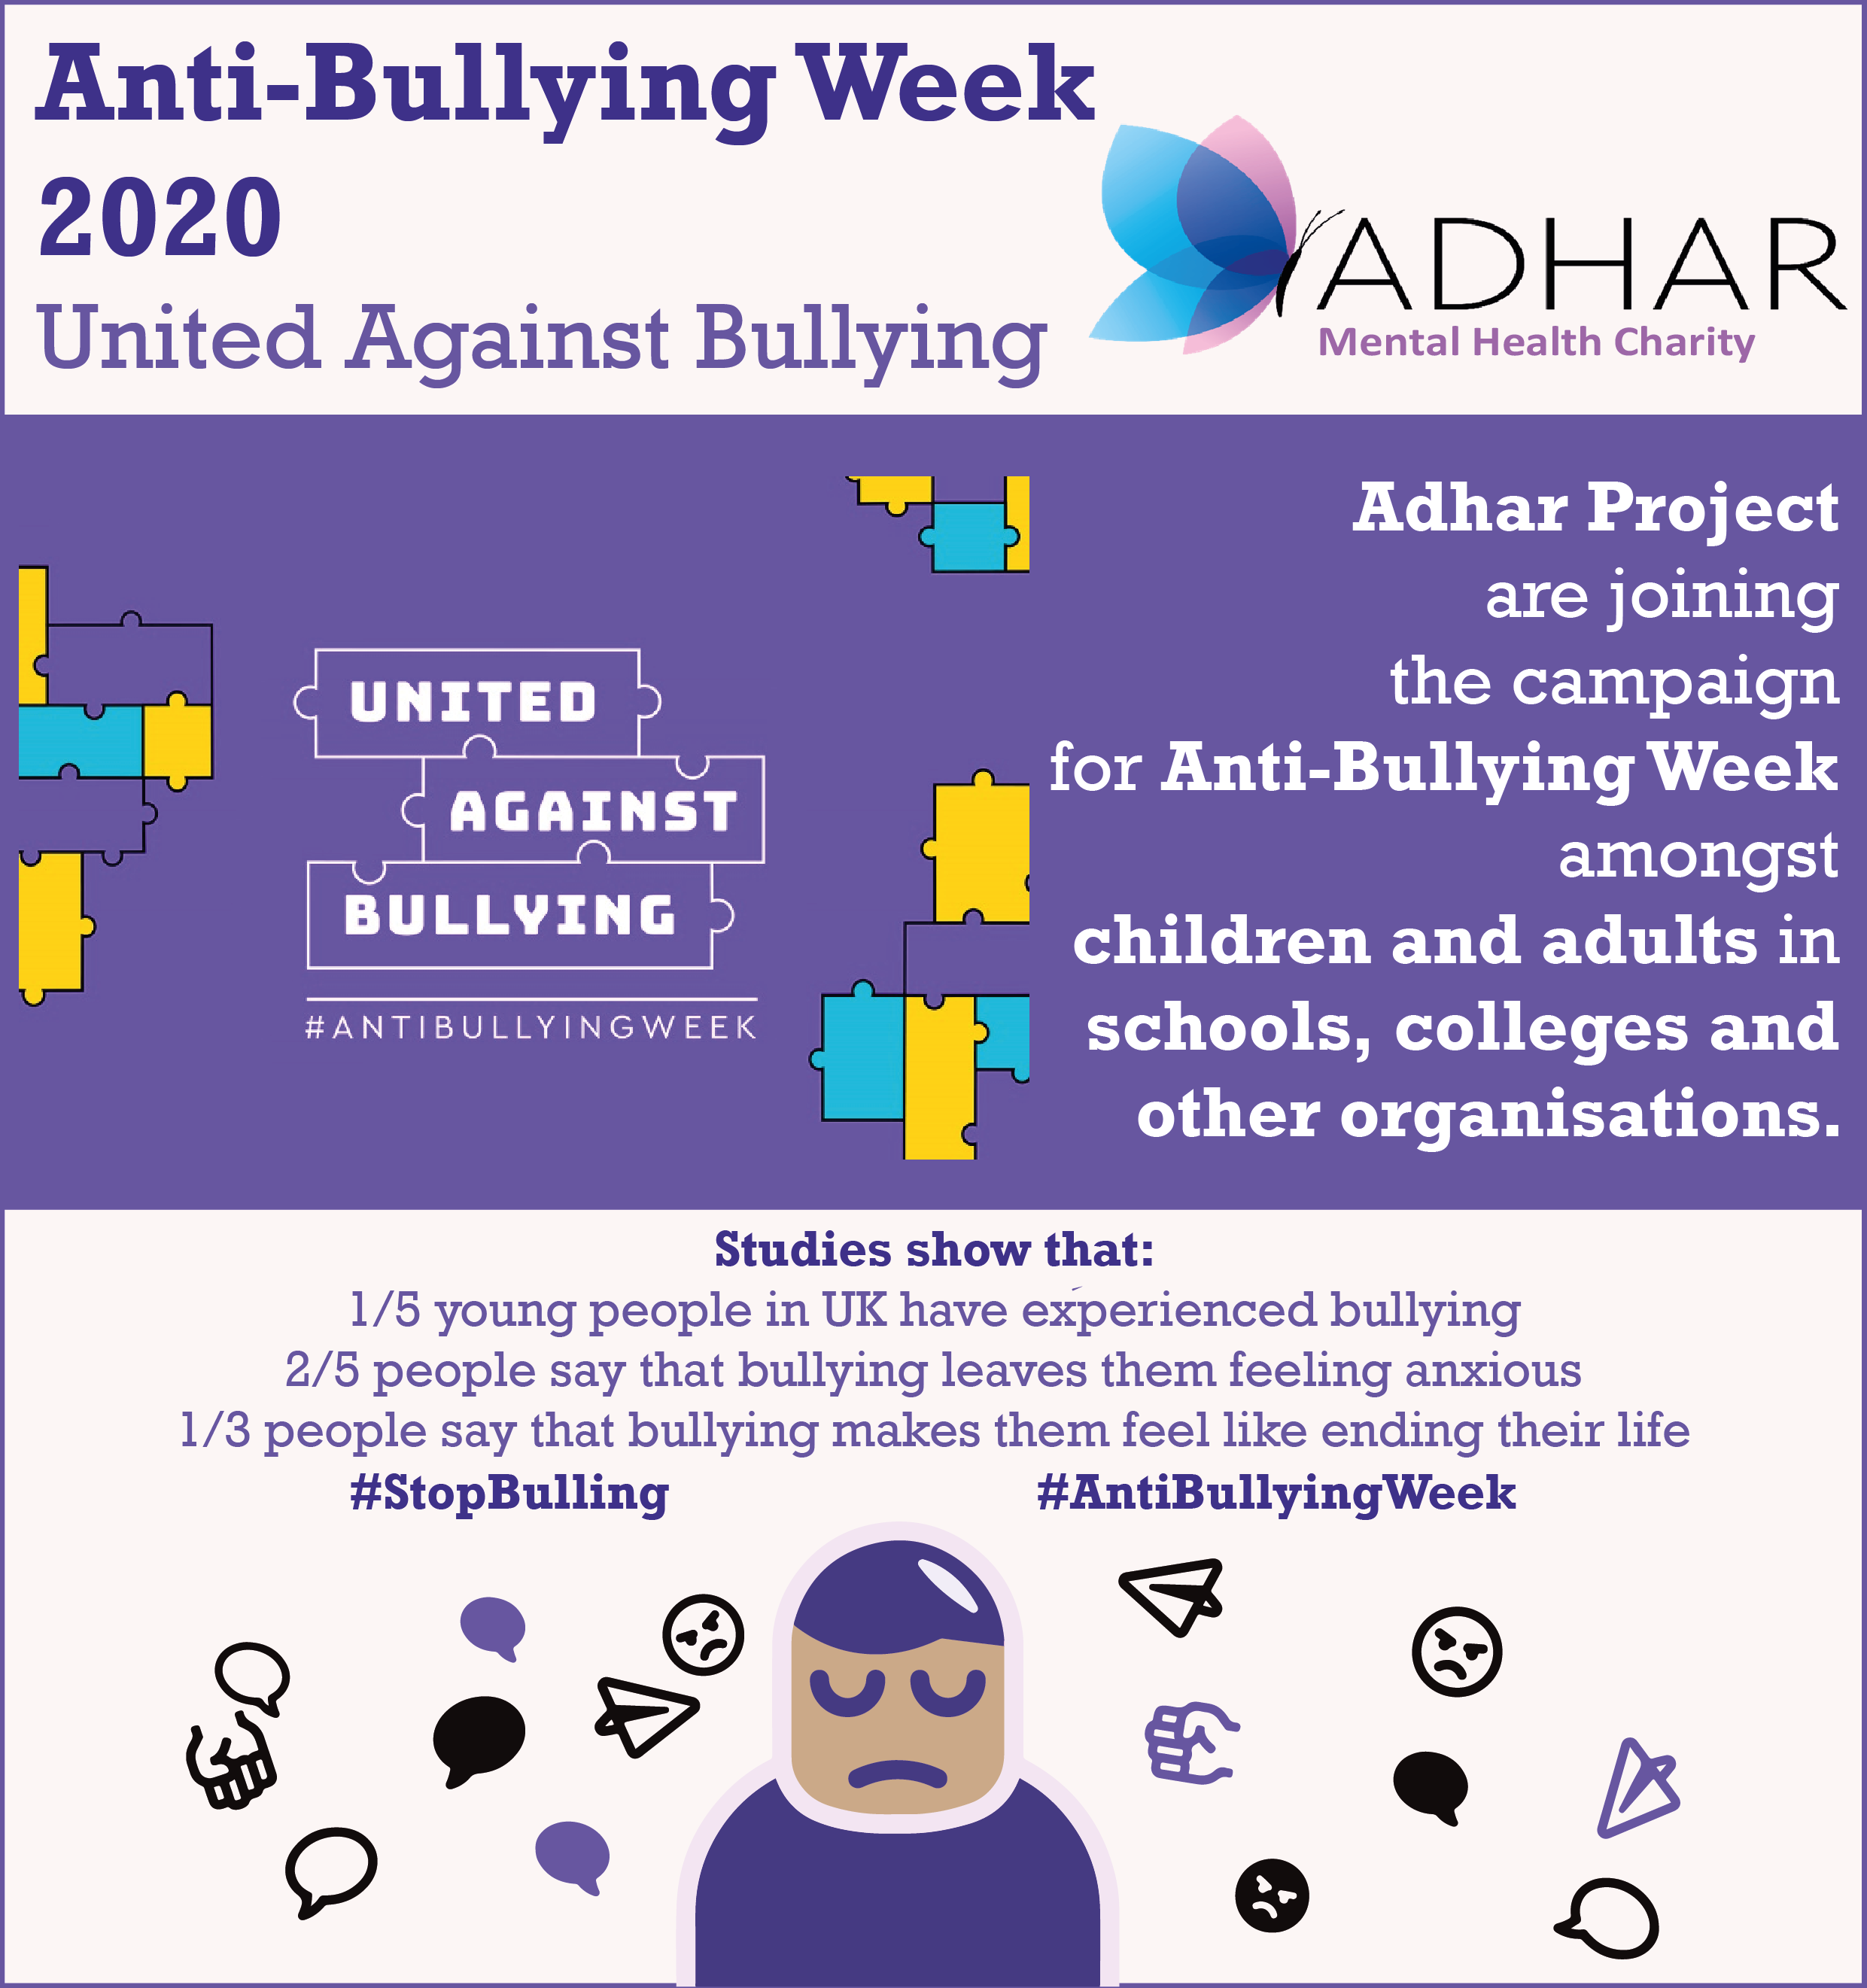 Anti-Bullying Week
2020
United Against Bullying
ADHAR
Mental Health Charity
UNITED
AGAINST
BULLYING
#ANTIBULLYINGWEEK
Adhar Project
are joining
the campaign
for Anti-Bullying Week
amongst
children and adults in
schools, colleges and
other organisations.
Studies show that:
1/5 young people in UK have experienced bullying
2/5 people say that bullying leaves them feeling anxious
1/3 people say that bullying makes them feel like ending their life
#StopBulling #AntiBullyingWeek